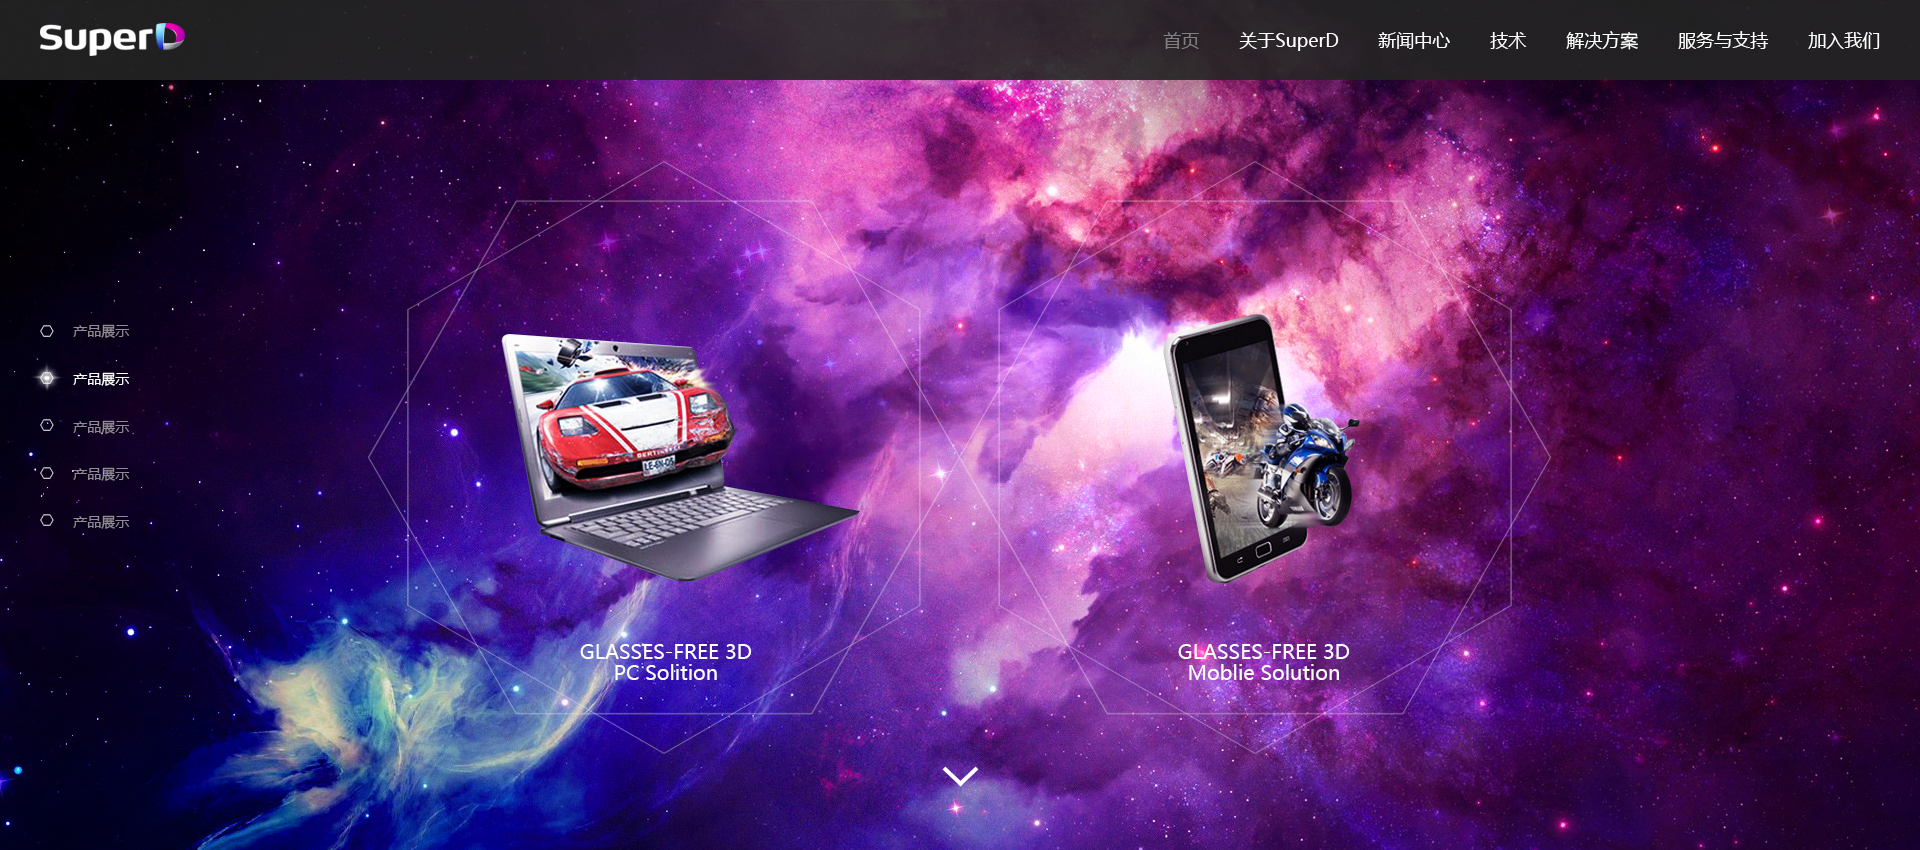 SuperD
首页
关于SuperD
新闻中心
技术
解决方案
服务与支持
加入我们
产品展示
产品展示
产品展示
产品展示
产品展示
BERTINELLI
GLASSES-FREE 3D
PC Solition
GLASSES-FREE 3D
Moblie Solution